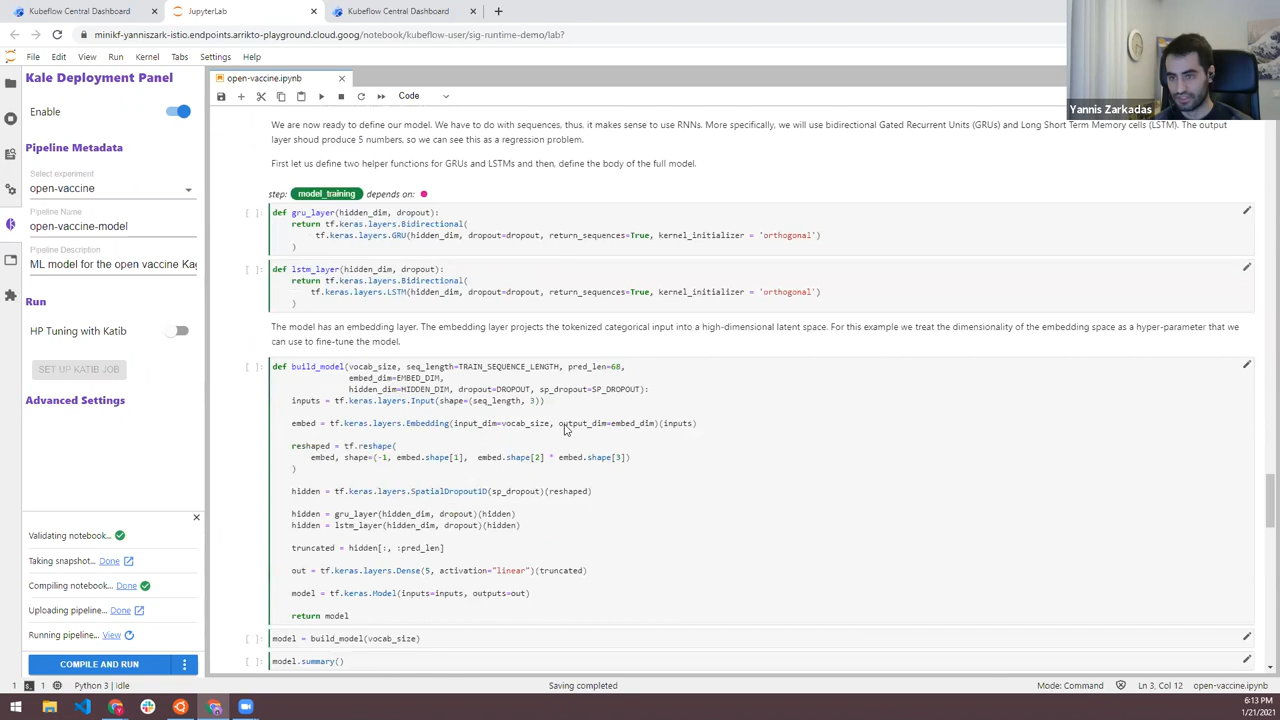 Kubeflow Central Dashboard
JupyterLab
Kubeflow Central Dashboard
minikf-yanniszark-istio.endpoints.arrikto-playground.cloud.goog/notebook/kubeflow-user/sig-runtime-demo/lab?
File Edit View Run Kernel Tabs Settings Help
Yannis Zarkadas
Kale Deployment Panel
Enable
Pipeline Metadata
Select experiment
open-vaccine
Pipeline Name
open-vaccine-model
Pipeline Description
ML model for the open vaccine Kag
Run
HP Tuning with Katib
SET UP KATIB JOB
Advanced Settings
Validating notebook...
Taking snapshot... Done
Compiling notebook... Done
Uploading pipeline... Done
Running pipeline... View
COMPILE AND RUN
open-vaccine.ipynb
Code
We are now ready to define our model. We have to do with sequences, thus, it makes sense to use RNNs. More specifically, we will use bidirectional Gated Recurrent Units (GRUs) and Long Short Term Memory cells (LSTM). The output
layer shoud produce 5 numbers, so we can see this as a regression problem.
First let us define two helper functions for GRUs and LSTMs and then, define the body of the full model.
step: model_training depends on:
[ ]: def gru_layer(hidden_dim, dropout):
return tf.keras.layers.Bidirectional(
tf.keras.layers.GRU(hidden_dim, dropout=dropout, return_sequences=True, kernel_initializer = 'orthogonal')
)
[ ]: def lstm_layer(hidden_dim, dropout):
return tf.keras.layers.Bidirectional(
tf.keras.layers.LSTM(hidden_dim, dropout=dropout, return_sequences=True, kernel_initializer = 'orthogonal')
)
The model has an embedding layer. The embedding layer projects the tokenized categorical input into a high-dimensional latent space. For this example we treat the dimensionality of the embedding space as a hyper-parameter that we
can use to fine-tune the model.
[ ]: def build_model(vocab_size, seq_length=TRAIN_SEQUENCE_LENGTH, pred_len=68,
embed_dim=EMBED_DIM,
hidden_dim=HIDDEN_DIM, dropout=DROPOUT, sp_dropout=SP_DROPOUT):
inputs = tf.keras.layers.Input(shape=(seq_length, 3))
embed = tf.keras.layers.Embedding(input_dim=vocab_size, output_dim=embed_dim)(inputs)
reshaped = tf.reshape(
embed, shape=(-1, embed.shape[1], embed.shape[2] * embed.shape[3])
)
hidden = tf.keras.layers.SpatialDropout1D(sp_dropout)(reshaped)
hidden = gru_layer(hidden_dim, dropout)(hidden)
hidden = lstm_layer(hidden_dim, dropout)(hidden)
truncated = hidden[:, :pred_len]
out = tf.keras.layers.Dense(5, activation="linear")(truncated)
model = tf.keras.Model(inputs=inputs, outputs=out)
return model
[ ]: model = build_model(vocab_size)
[ ]: model.summary()
1 1 Python 3 | Idle Saving completed Mode: Command Ln 3, Col 12 open-vaccine.ipynb
6:13 PM
1/21/2021